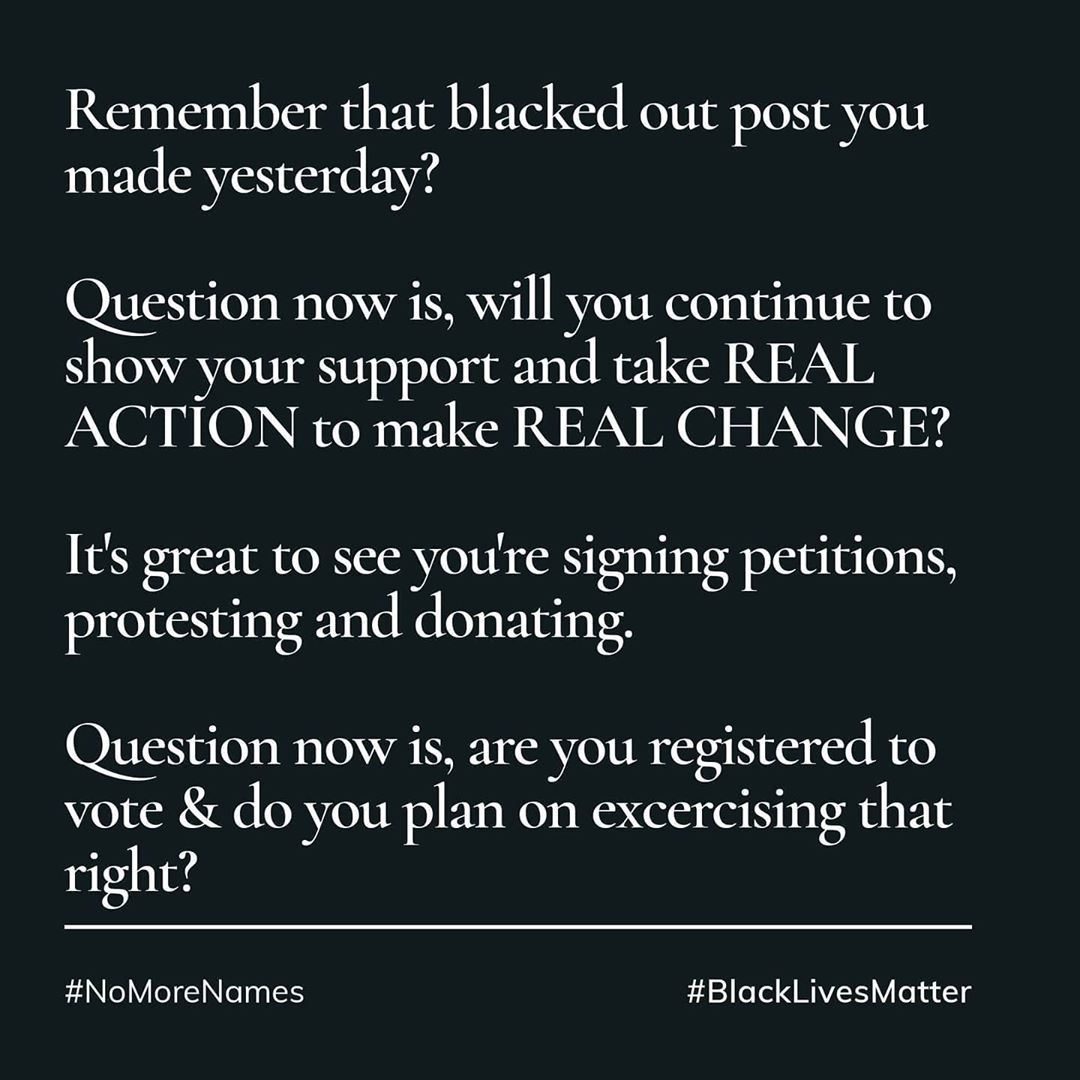 Remember that blacked out post you
made yesterday?
Question now is, will you continue to
show your support and take REAL
ACTION to make REAL CHANGE?
It's great to see you're signing petitions,
protesting and donating.
Question now is, are you registered to
vote & do you plan on excercising that
right?
#NoMoreNames
#BlackLivesMatter